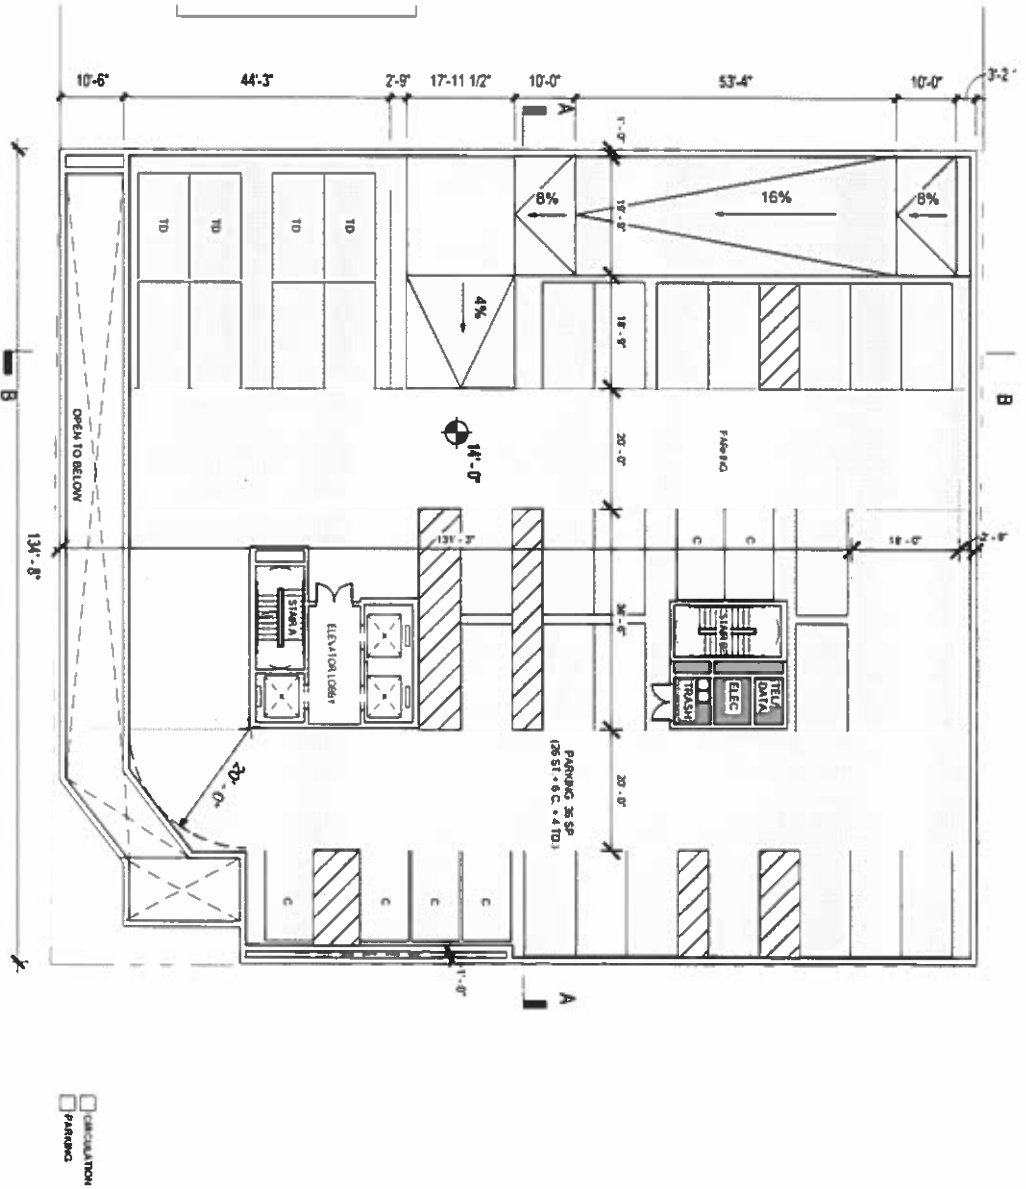 10'-6"
44'-3"
2'-9"
17'-11 1/2"
10'-0"
53'-4"
10'-0"
3'-2"
A
1'-0"
8%
16%
8%
TD
TD
TD
TD
4%
18'-9"
B
B
OPEN TO BELOW
14'-0"
20'-0"
PARKING
134'-8"
131'-3"
C
C
18'-0"
STAIR A
ELEVATOR LOBBY
STAIR B
TRASH
ELEC
TEL/
DATA
20'-0"
20'-0"
PARKING 36 SP
(26 ST. + 6 C. + 4 TD.)
C
C
C
C
1'-0"
A
CIRCULATION
PARKING